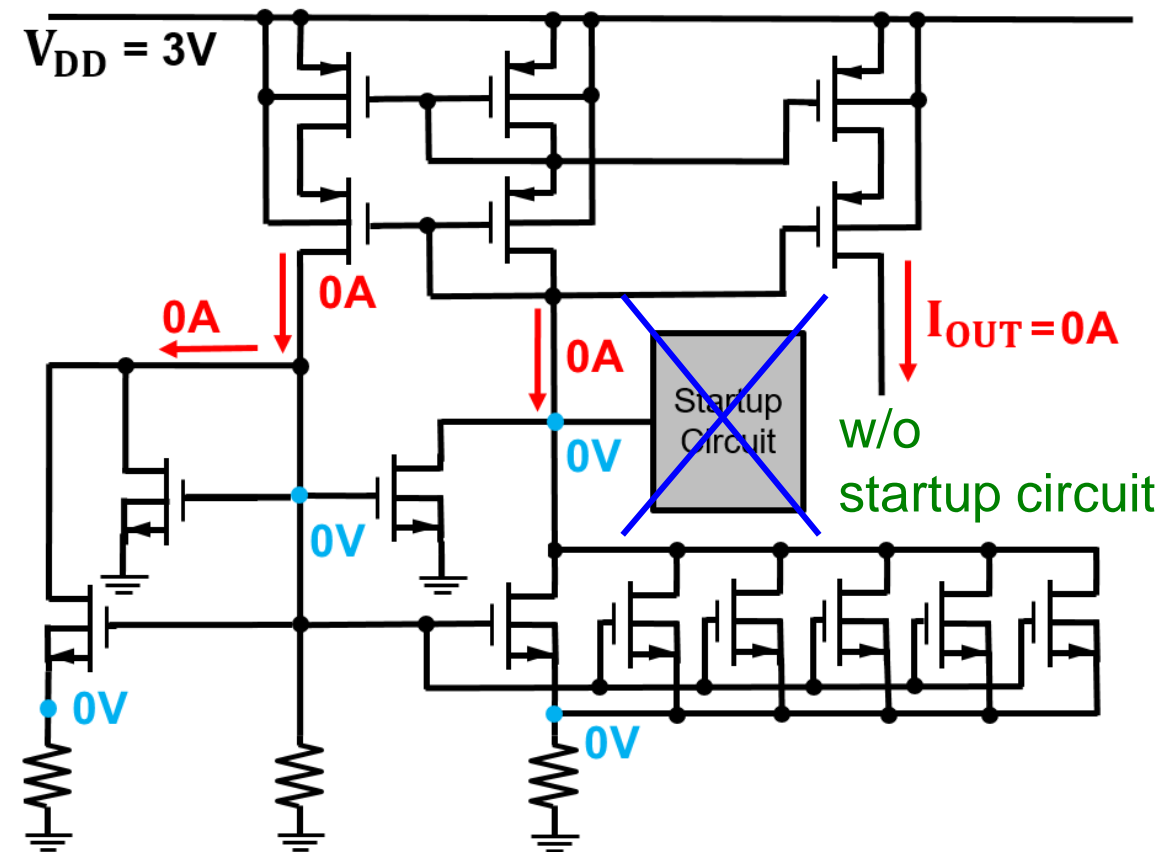 V_DD = 3V
0A
0A
0A
I_OUT = 0A
Startup
Circuit
0V
w/o
startup circuit
0V
0V
0V